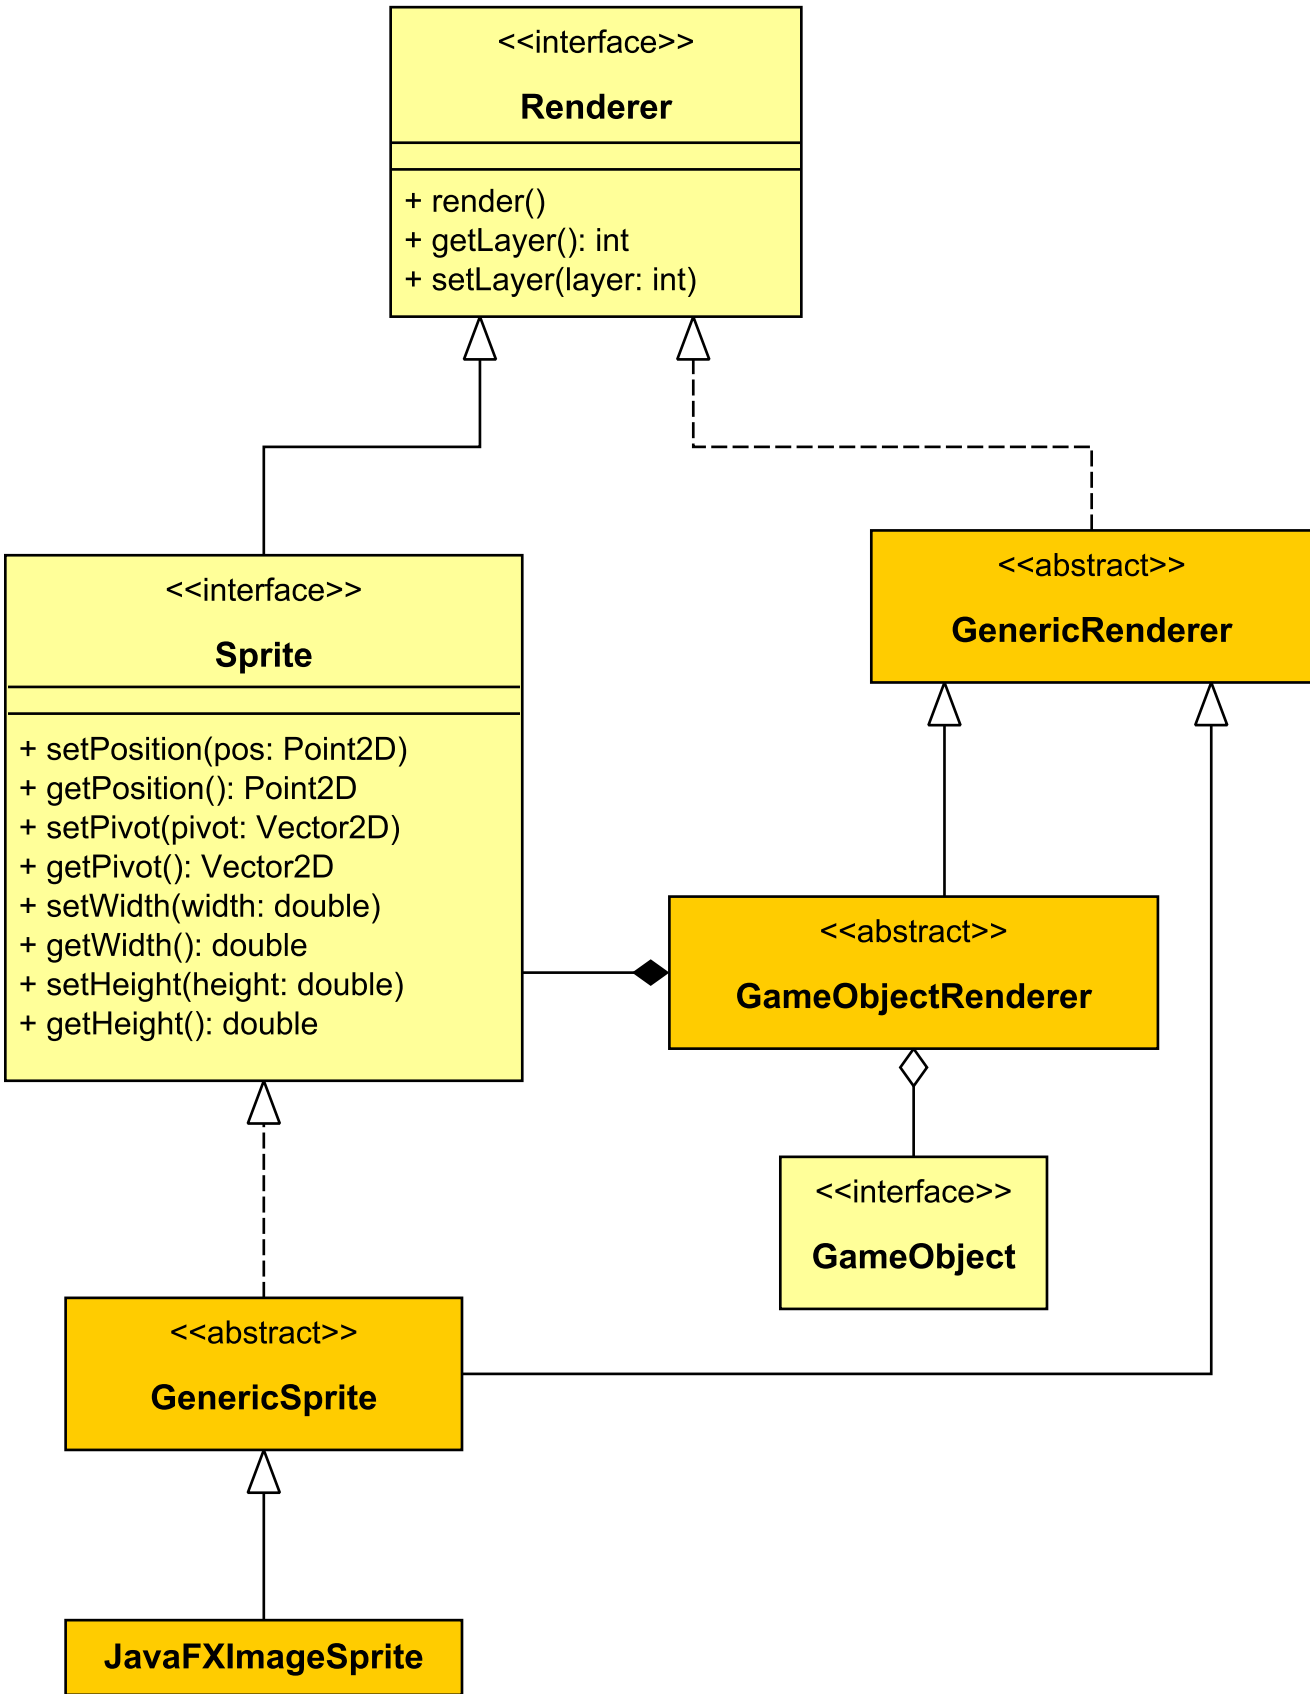 <<interface>>
Renderer
+ render()
+ getLayer(): int
+ setLayer(layer: int)
<<interface>>
Sprite
+ setPosition(pos: Point2D)
+ getPosition(): Point2D
+ setPivot(pivot: Vector2D)
+ getPivot(): Vector2D
+ setWidth(width: double)
+ getWidth(): double
+ setHeight(height: double)
+ getHeight(): double
<<abstract>>
GenericRenderer
<<abstract>>
GameObjectRenderer
<<interface>>
GameObject
<<abstract>>
GenericSprite
JavaFXImageSprite